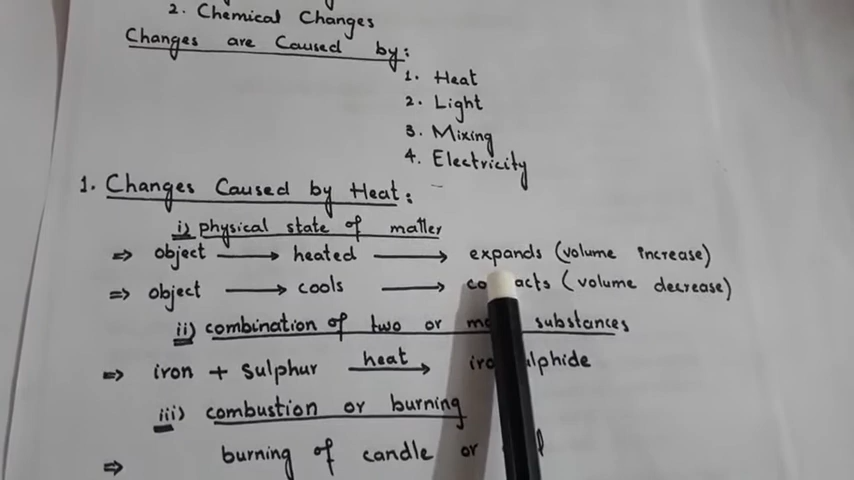 2. Chemical Changes
Changes are Caused by:
1. Heat
2. Light
3. Mixing
4. Electricity
1. Changes Caused by Heat:
i) physical state of matter
⇒ object → heated → expands (volume increase)
⇒ object → cools → (volume decrease)
ii) combination of two or substances
⇒ iron + sulphur heat →
iii) combustion or burning
⇒ burning of candle or